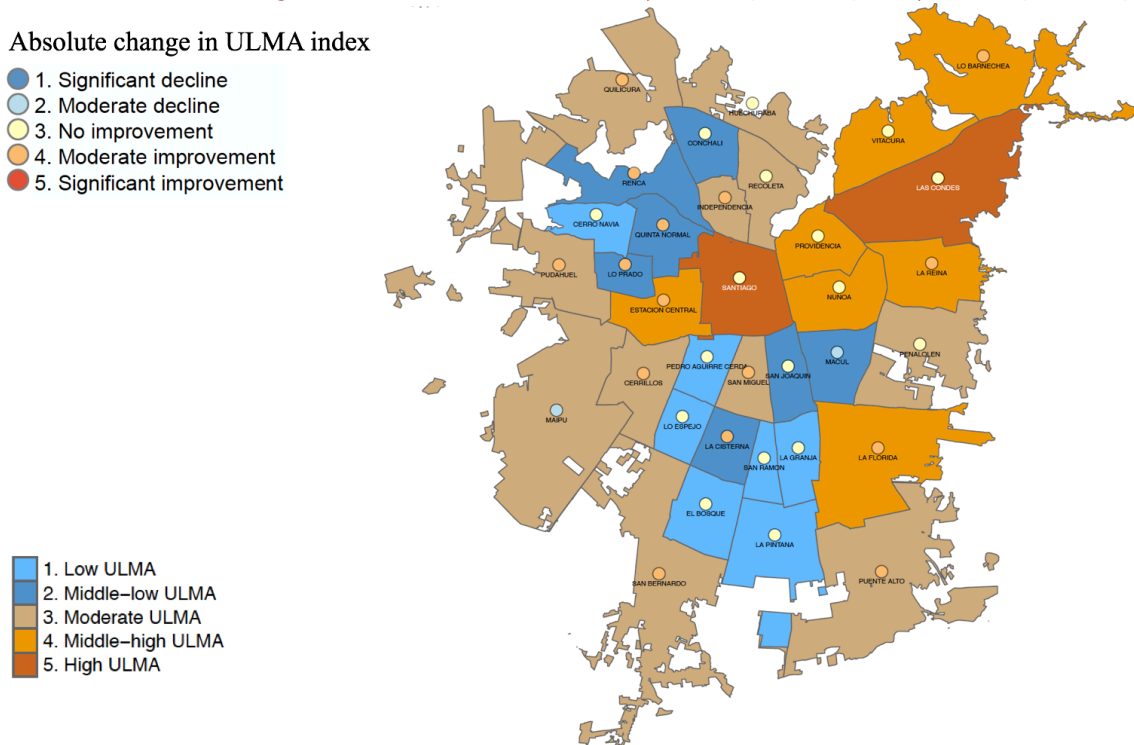 Absolute change in ULMA index
1. Significant decline
2. Moderate decline
3. No improvement
4. Moderate improvement
5. Significant improvement
LO BARNECHEA
QUILICURA
HUECHURABA
CONCHALI
VITACURA
RENCA
RECOLETA
LAS CONDES
INDEPENDENCIA
CERRO NAVIA
QUINTA NORMAL
PROVIDENCIA
PUDAHUEL
LO PRADO
LA REINA
SANTIAGO
NUNOA
ESTACION CENTRAL
PENALOLEN
MACUL
PEDRO AGUIRRE CERDA
SAN JOAQUIN
CERRILLOS
SAN MIGUEL
MAIPU
LO ESPEJO
LA CISTERNA
LA GRANJA
LA FLORIDA
SAN RAMON
EL BOSQUE
LA PINTANA
SAN BERNARDO
PUENTE ALTO
1. Low ULMA
2. Middle−low ULMA
3. Moderate ULMA
4. Middle−high ULMA
5. High ULMA